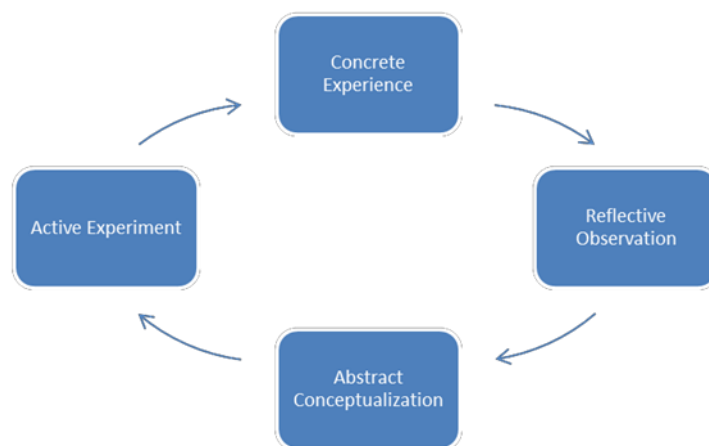 Concrete
Experience
Reflective
Observation
Abstract
Conceptualization
Active Experiment